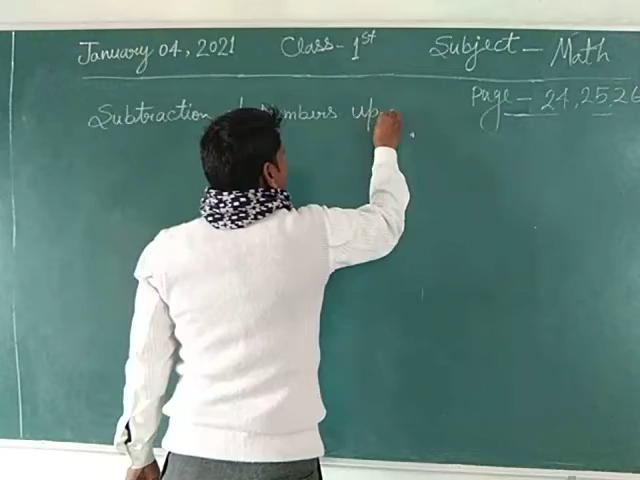 January 04, 2021 Class - 1st Subject - Math
Page - 24, 25, 26
Subtraction numbers up